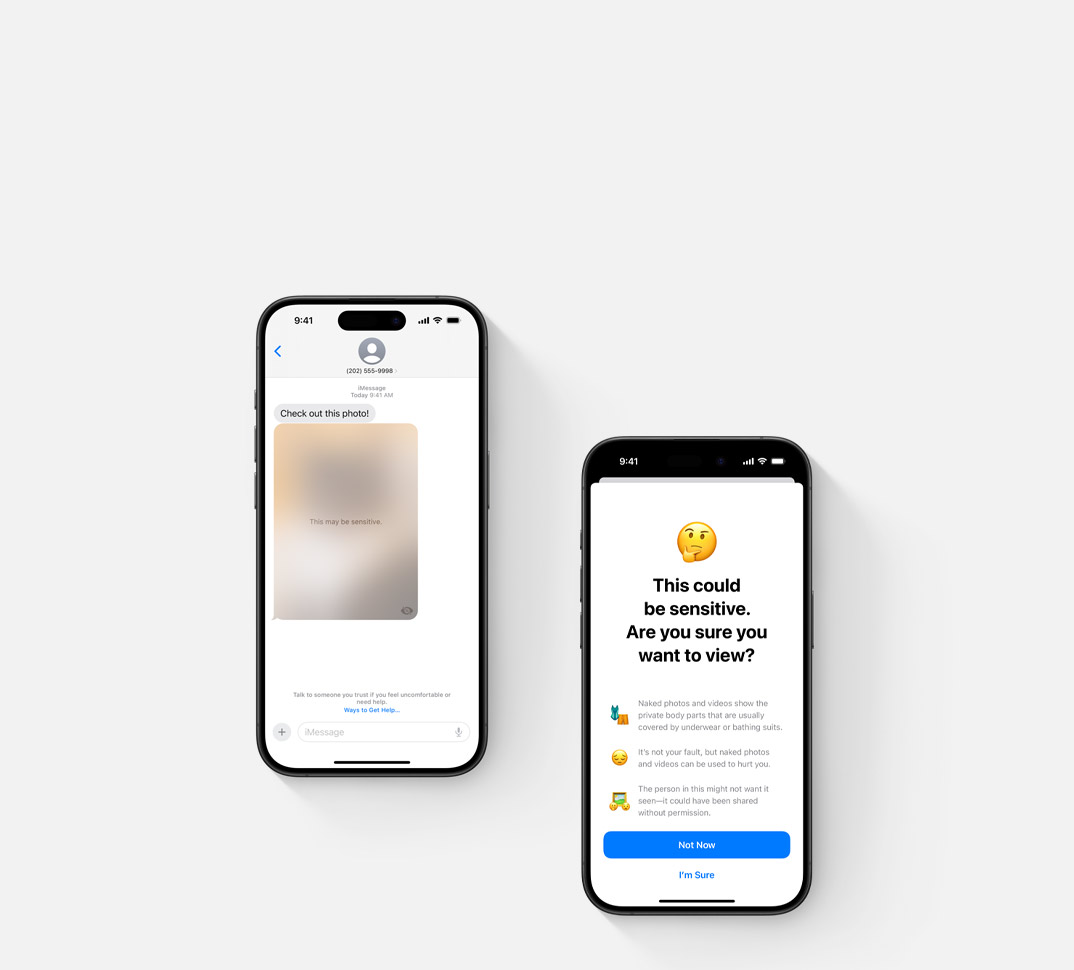 9:41
(202) 555-9998
iMessage
Today 9:41 AM
Check out this photo!
This may be sensitive.
Talk to someone you trust if you feel uncomfortable or
need help.
Ways to Get Help...
iMessage
9:41
This could
be sensitive.
Are you sure you
want to view?
Naked photos and videos show the
private body parts that are usually
covered by underwear or bathing suits.
It's not your fault, but naked photos
and videos can be used to hurt you.
The person in this might not want it
seen—it could have been shared
without permission.
Not Now
I'm Sure